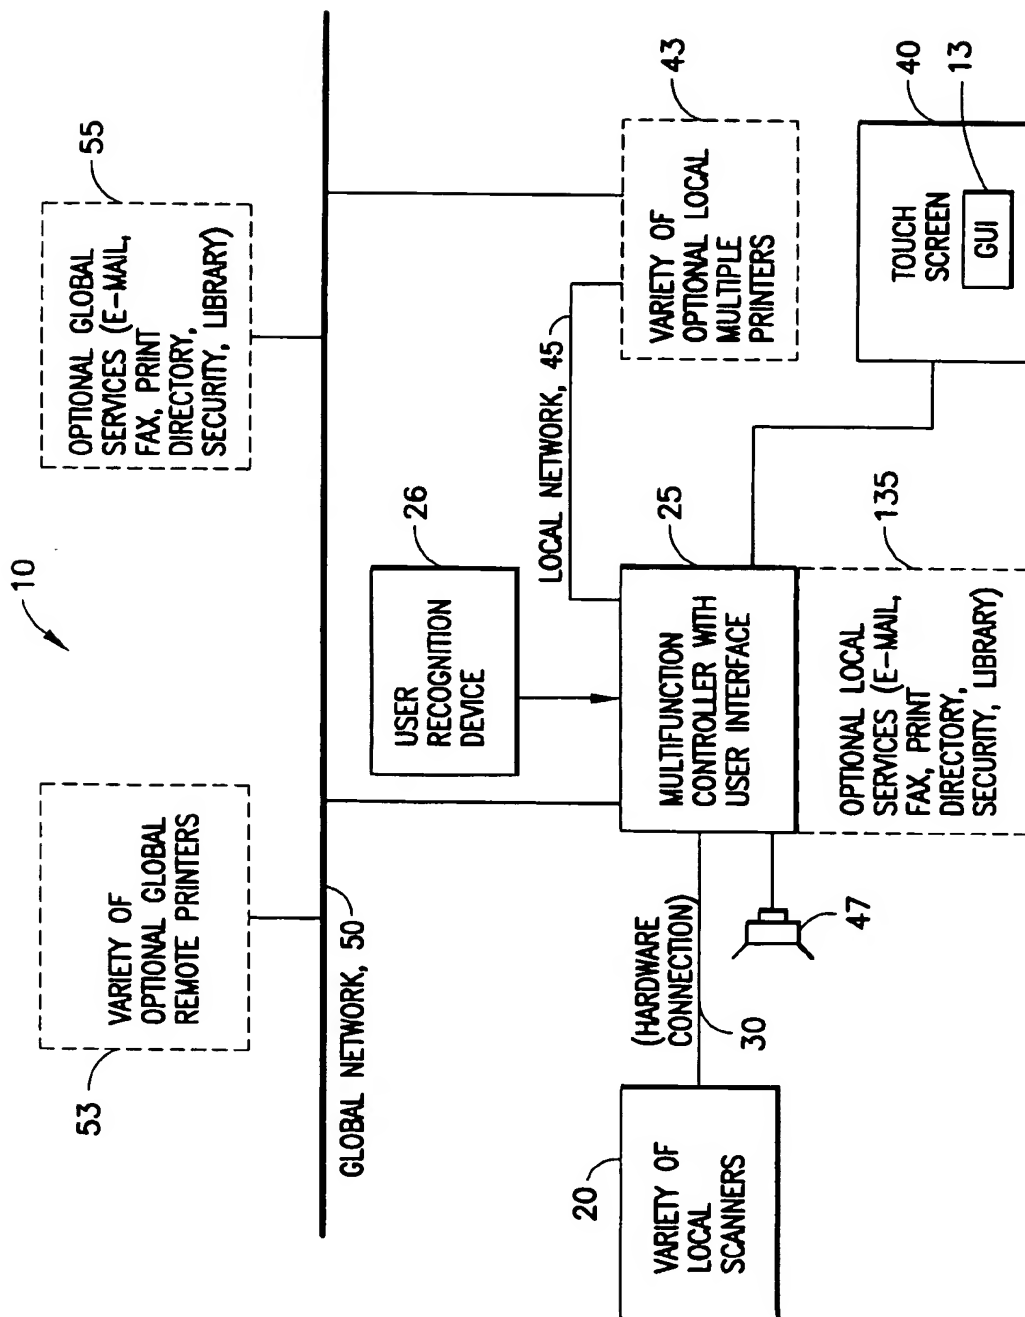 10
53
VARIETY OF
OPTIONAL GLOBAL
REMOTE PRINTERS
55
OPTIONAL GLOBAL
SERVICES (E-MAIL,
FAX, PRINT
DIRECTORY,
SECURITY, LIBRARY)
GLOBAL NETWORK, 50
26
USER
RECOGNITION
DEVICE
LOCAL NETWORK, 45
43
VARIETY OF
OPTIONAL LOCAL
MULTIPLE
PRINTERS
20
VARIETY OF
LOCAL
SCANNERS
(HARDWARE
CONNECTION)
30
25
MULTIFUNCTION
CONTROLLER WITH
USER INTERFACE
47
135
OPTIONAL LOCAL
SERVICES (E-MAIL,
FAX, PRINT
DIRECTORY,
SECURITY, LIBRARY)
40
13
TOUCH
SCREEN
GUI